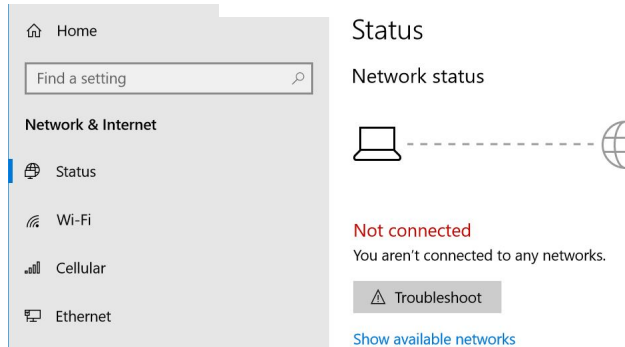 Home
Find a setting
Network & Internet
Status
Wi-Fi
Cellular
Ethernet
Status
Network status
Not connected
You aren't connected to any networks.
Troubleshoot
Show available networks